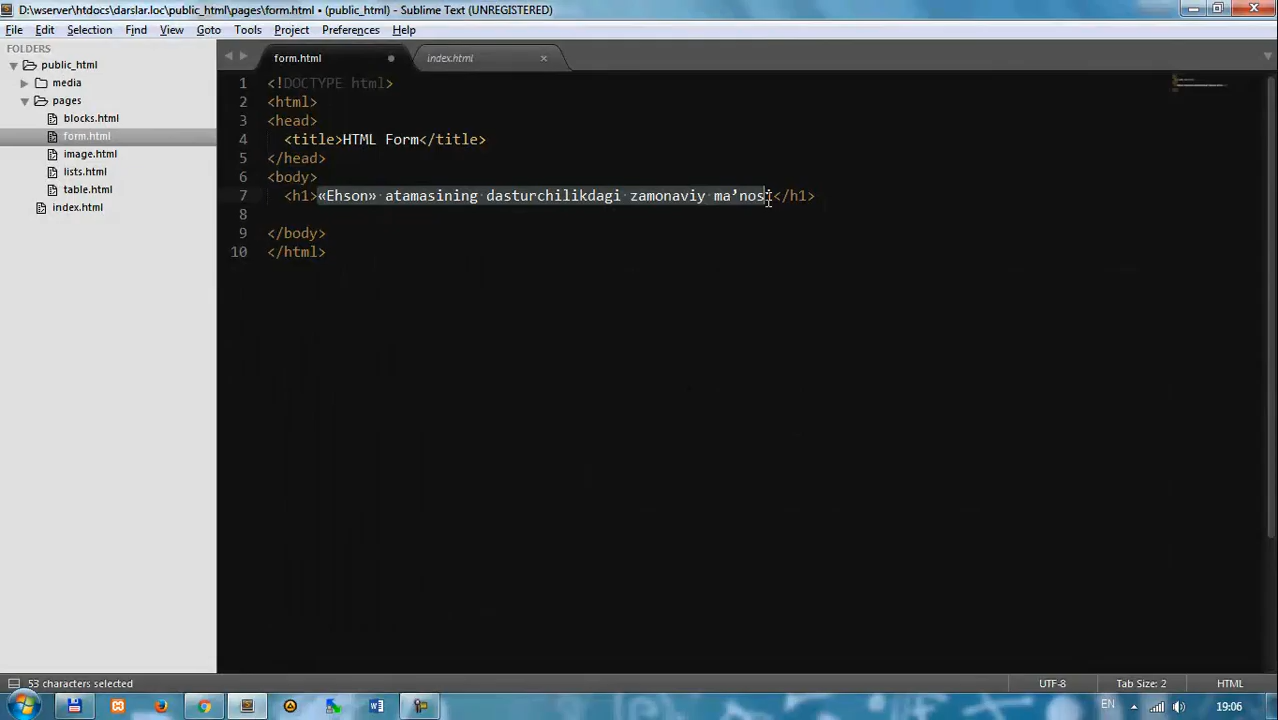 D:\wserver\htdocs\darslar.loc\public_html\pages\form.html • (public_html) - Sublime Text (UNREGISTERED)
File Edit Selection Find View Goto Tools Project Preferences Help
FOLDERS
public_html
media
pages
blocks.html
form.html
image.html
lists.html
table.html
index.html
form.html index.html
1 <!DOCTYPE html>
2 <html>
3 <head>
4 <title>HTML Form</title>
5 </head>
6 <body>
7 <h1>«Ehson» atamasining dasturchilikdagi zamonaviy ma’nosi</h1>
8
9 </body>
10 </html>
53 characters selected UTF-8 Tab Size: 2 HTML
EN 19:06